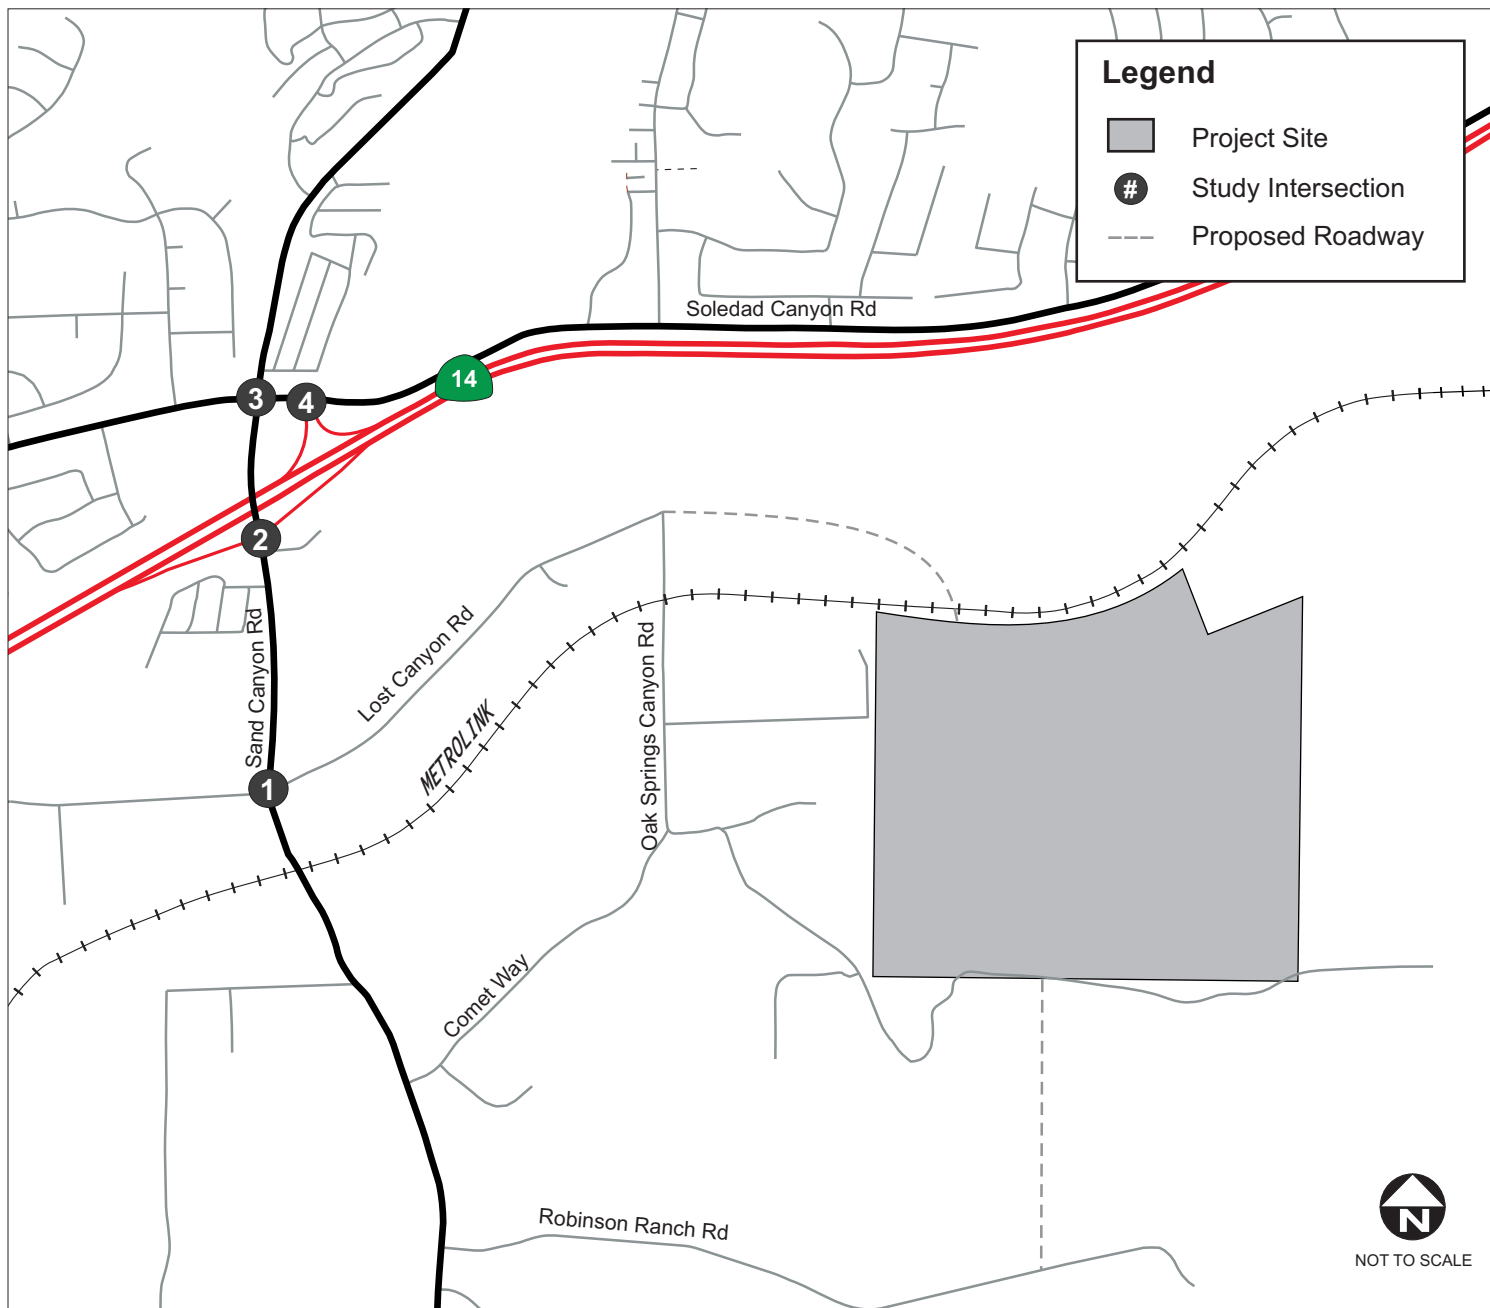 Legend
Project Site
#
Study Intersection
Proposed Roadway
Soledad Canyon Rd
14
3
4
2
Sand Canyon Rd
Lost Canyon Rd
METROLINK
Oak Springs Canyon Rd
1
Comet Way
Robinson Ranch Rd
N
NOT TO SCALE